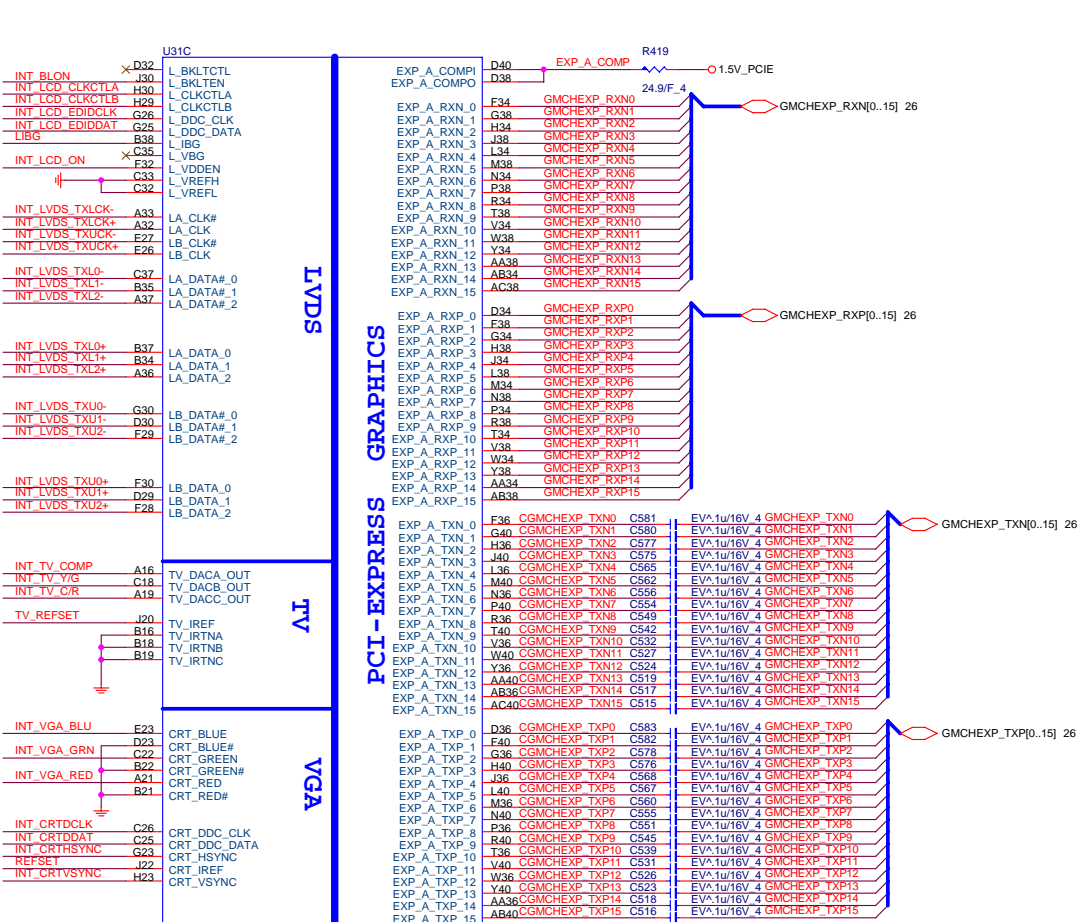 U31C
R419
D32 L_BKLTCTL
INT_BLON J30 L_BKLTEN
INT_LCD_CLKCTLA H30 L_CLKCTLA
INT_LCD_CLKCTLB H29 L_CLKCTLB
INT_LCD_EDIDCLK G26 L_DDC_CLK
INT_LCD_EDIDDAT G25 L_DDC_DATA
LIBG B38 L_IBG
C35 L_VBG
INT_LCD_ON F32 L_VDDEN
C33 L_VREFH
C32 L_VREFL
INT_LVDS_TXLCK- A33 LA_CLK#
INT_LVDS_TXLCK+ A32 LA_CLK
INT_LVDS_TXUCK- E27 LB_CLK#
INT_LVDS_TXUCK+ E26 LB_CLK
INT_LVDS_TXL0- C37 LA_DATA#_0
INT_LVDS_TXL1- B35 LA_DATA#_1
INT_LVDS_TXL2- A37 LA_DATA#_2
INT_LVDS_TXL0+ B37 LA_DATA_0
INT_LVDS_TXL1+ B34 LA_DATA_1
INT_LVDS_TXL2+ A36 LA_DATA_2
INT_LVDS_TXU0- G30 LB_DATA#_0
INT_LVDS_TXU1- D30 LB_DATA#_1
INT_LVDS_TXU2- F29 LB_DATA#_2
INT_LVDS_TXU0+ F30 LB_DATA_0
INT_LVDS_TXU1+ D29 LB_DATA_1
INT_LVDS_TXU2+ F28 LB_DATA_2
LVDS
INT_TV_COMP A16 TV_DACA_OUT
INT_TV_Y/G C18 TV_DACB_OUT
INT_TV_C/R A19 TV_DACC_OUT
TV_REFSET J20 TV_IREF
B16 TV_IRTNA
B18 TV_IRTNB
B19 TV_IRTNC
TV
INT_VGA_BLU E23 CRT_BLUE
D23 CRT_BLUE#
INT_VGA_GRN C22 CRT_GREEN
B22 CRT_GREEN#
INT_VGA_RED A21 CRT_RED
B21 CRT_RED#
INT_CRTDCLK C26 CRT_DDC_CLK
INT_CRTDDAT C25 CRT_DDC_DATA
INT_CRTHSYNC G23 CRT_HSYNC
REFSET J22 CRT_IREF
INT_CRTVSYNC H23 CRT_VSYNC
VGA
PCI-EXPRESS GRAPHICS
EXP_A_COMPI D40 EXP_A_COMP 1.5V_PCIE
EXP_A_COMPO D38
24.9/F_4
EXP_A_RXN_0 F34 GMCHEXP_RXN0 GMCHEXP_RXN[0..15] 26
EXP_A_RXN_1 G38 GMCHEXP_RXN1
EXP_A_RXN_2 H34 GMCHEXP_RXN2
EXP_A_RXN_3 J38 GMCHEXP_RXN3
EXP_A_RXN_4 L34 GMCHEXP_RXN4
EXP_A_RXN_5 M38 GMCHEXP_RXN5
EXP_A_RXN_6 N34 GMCHEXP_RXN6
EXP_A_RXN_7 P38 GMCHEXP_RXN7
EXP_A_RXN_8 R34 GMCHEXP_RXN8
EXP_A_RXN_9 T38 GMCHEXP_RXN9
EXP_A_RXN_10 V34 GMCHEXP_RXN10
EXP_A_RXN_11 W38 GMCHEXP_RXN11
EXP_A_RXN_12 Y34 GMCHEXP_RXN12
EXP_A_RXN_13 AA38 GMCHEXP_RXN13
EXP_A_RXN_14 AB34 GMCHEXP_RXN14
EXP_A_RXN_15 AC38 GMCHEXP_RXN15
EXP_A_RXP_0 D34 GMCHEXP_RXP0 GMCHEXP_RXP[0..15] 26
EXP_A_RXP_1 F38 GMCHEXP_RXP1
EXP_A_RXP_2 G34 GMCHEXP_RXP2
EXP_A_RXP_3 H38 GMCHEXP_RXP3
EXP_A_RXP_4 J34 GMCHEXP_RXP4
EXP_A_RXP_5 L38 GMCHEXP_RXP5
EXP_A_RXP_6 M34 GMCHEXP_RXP6
EXP_A_RXP_7 N38 GMCHEXP_RXP7
EXP_A_RXP_8 P34 GMCHEXP_RXP8
EXP_A_RXP_9 R38 GMCHEXP_RXP9
EXP_A_RXP_10 T34 GMCHEXP_RXP10
EXP_A_RXP_11 V38 GMCHEXP_RXP11
EXP_A_RXP_12 W34 GMCHEXP_RXP12
EXP_A_RXP_13 Y38 GMCHEXP_RXP13
EXP_A_RXP_14 AA34 GMCHEXP_RXP14
EXP_A_RXP_15 AB38 GMCHEXP_RXP15
EXP_A_TXN_0 F36 CGMCHEXP_TXN0 C581 EV^.1u/16V_4 GMCHEXP_TXN0 GMCHEXP_TXN[0..15] 26
EXP_A_TXN_1 G40 CGMCHEXP_TXN1 C580 EV^.1u/16V_4 GMCHEXP_TXN1
EXP_A_TXN_2 H36 CGMCHEXP_TXN2 C577 EV^.1u/16V_4 GMCHEXP_TXN2
EXP_A_TXN_3 J40 CGMCHEXP_TXN3 C575 EV^.1u/16V_4 GMCHEXP_TXN3
EXP_A_TXN_4 L36 CGMCHEXP_TXN4 C565 EV^.1u/16V_4 GMCHEXP_TXN4
EXP_A_TXN_5 M40 CGMCHEXP_TXN5 C562 EV^.1u/16V_4 GMCHEXP_TXN5
EXP_A_TXN_6 N36 CGMCHEXP_TXN6 C556 EV^.1u/16V_4 GMCHEXP_TXN6
EXP_A_TXN_7 P40 CGMCHEXP_TXN7 C554 EV^.1u/16V_4 GMCHEXP_TXN7
EXP_A_TXN_8 R36 CGMCHEXP_TXN8 C549 EV^.1u/16V_4 GMCHEXP_TXN8
EXP_A_TXN_9 T40 CGMCHEXP_TXN9 C542 EV^.1u/16V_4 GMCHEXP_TXN9
EXP_A_TXN_10 V36 CGMCHEXP_TXN10 C532 EV^.1u/16V_4 GMCHEXP_TXN10
EXP_A_TXN_11 W40 CGMCHEXP_TXN11 C527 EV^.1u/16V_4 GMCHEXP_TXN11
EXP_A_TXN_12 Y36 CGMCHEXP_TXN12 C524 EV^.1u/16V_4 GMCHEXP_TXN12
EXP_A_TXN_13 AA40 CGMCHEXP_TXN13 C519 EV^.1u/16V_4 GMCHEXP_TXN13
EXP_A_TXN_14 AB36 CGMCHEXP_TXN14 C517 EV^.1u/16V_4 GMCHEXP_TXN14
EXP_A_TXN_15 AC40 CGMCHEXP_TXN15 C515 EV^.1u/16V_4 GMCHEXP_TXN15
EXP_A_TXP_0 D36 CGMCHEXP_TXP0 C583 EV^.1u/16V_4 GMCHEXP_TXP0 GMCHEXP_TXP[0..15] 26
EXP_A_TXP_1 F40 CGMCHEXP_TXP1 C582 EV^.1u/16V_4 GMCHEXP_TXP1
EXP_A_TXP_2 G36 CGMCHEXP_TXP2 C578 EV^.1u/16V_4 GMCHEXP_TXP2
EXP_A_TXP_3 H40 CGMCHEXP_TXP3 C576 EV^.1u/16V_4 GMCHEXP_TXP3
EXP_A_TXP_4 J36 CGMCHEXP_TXP4 C568 EV^.1u/16V_4 GMCHEXP_TXP4
EXP_A_TXP_5 L40 CGMCHEXP_TXP5 C567 EV^.1u/16V_4 GMCHEXP_TXP5
EXP_A_TXP_6 M36 CGMCHEXP_TXP6 C560 EV^.1u/16V_4 GMCHEXP_TXP6
EXP_A_TXP_7 N40 CGMCHEXP_TXP7 C555 EV^.1u/16V_4 GMCHEXP_TXP7
EXP_A_TXP_8 P36 CGMCHEXP_TXP8 C551 EV^.1u/16V_4 GMCHEXP_TXP8
EXP_A_TXP_9 R40 CGMCHEXP_TXP9 C545 EV^.1u/16V_4 GMCHEXP_TXP9
EXP_A_TXP_10 T36 CGMCHEXP_TXP10 C539 EV^.1u/16V_4 GMCHEXP_TXP10
EXP_A_TXP_11 V40 CGMCHEXP_TXP11 C531 EV^.1u/16V_4 GMCHEXP_TXP11
EXP_A_TXP_12 W36 CGMCHEXP_TXP12 C526 EV^.1u/16V_4 GMCHEXP_TXP12
EXP_A_TXP_13 Y40 CGMCHEXP_TXP13 C523 EV^.1u/16V_4 GMCHEXP_TXP13
EXP_A_TXP_14 AA36 CGMCHEXP_TXP14 C518 EV^.1u/16V_4 GMCHEXP_TXP14
EXP_A_TXP_15 AB40 CGMCHEXP_TXP15 C516 EV^.1u/16V_4 GMCHEXP_TXP15